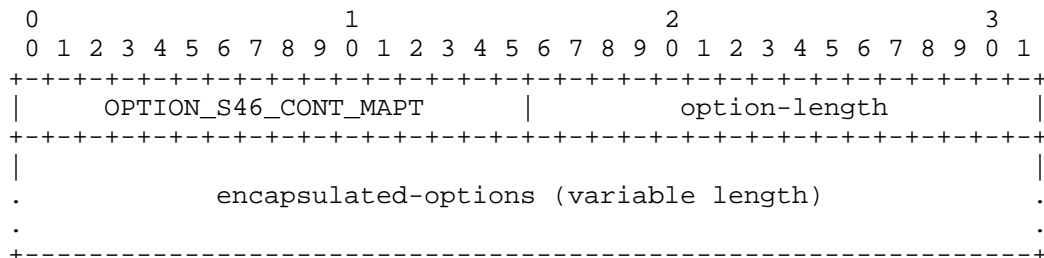 0                   1                   2                   3
 0 1 2 3 4 5 6 7 8 9 0 1 2 3 4 5 6 7 8 9 0 1 2 3 4 5 6 7 8 9 0 1
+-+-+-+-+-+-+-+-+-+-+-+-+-+-+-+-+-+-+-+-+-+-+-+-+-+-+-+-+-+-+-+-+
|     OPTION_S46_CONT_MAPT      |         option-length         |
+-+-+-+-+-+-+-+-+-+-+-+-+-+-+-+-+-+-+-+-+-+-+-+-+-+-+-+-+-+-+-+-+
|                                                               |
.            encapsulated-options (variable length)             .
.                                                               .
+---------------------------------------------------------------+